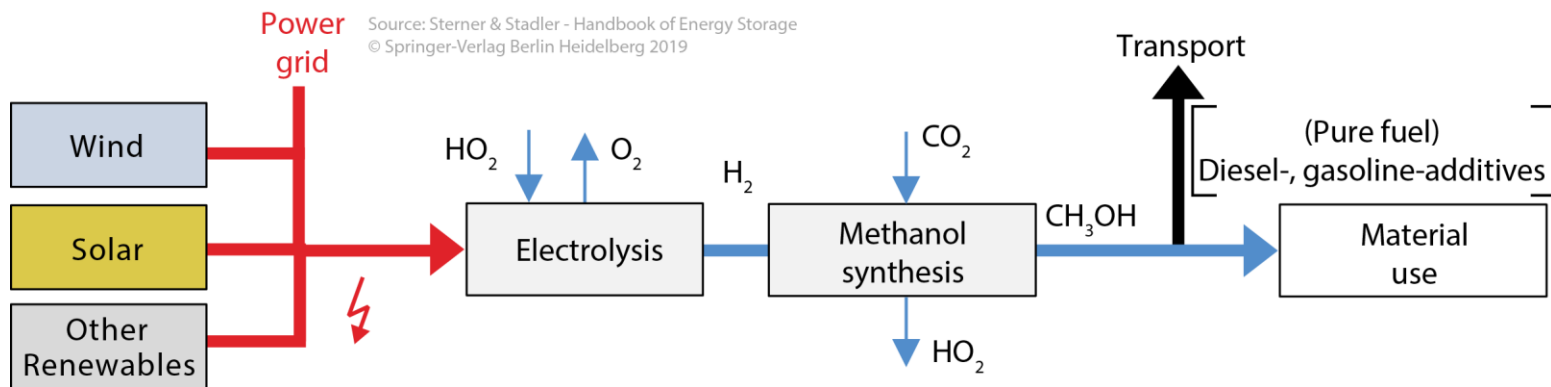 Power
grid
Source: Sterner & Stadler - Handbook of Energy Storage
© Springer-Verlag Berlin Heidelberg 2019
Transport
Wind
HO₂
O₂
H₂
CO₂
(Pure fuel)
Diesel-, gasoline-additives
Solar
Electrolysis
Methanol
synthesis
CH₃OH
Material
use
Other
Renewables
HO₂